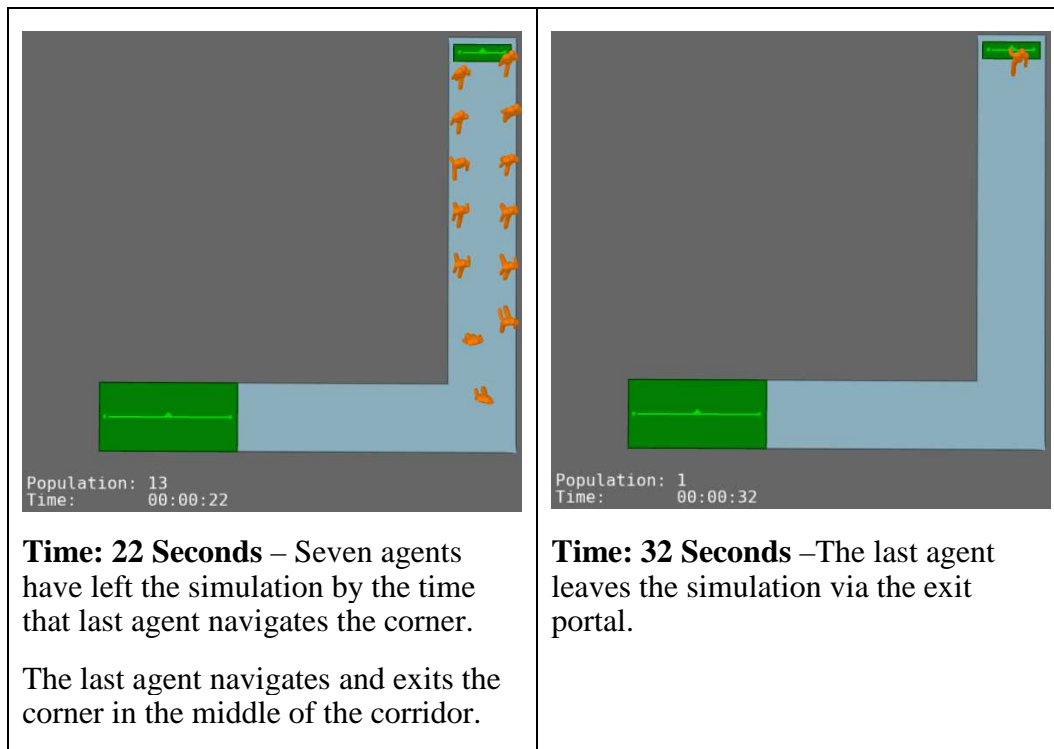 Population: 13
Time: 00:00:22
Time: 22 Seconds – Seven agents
have left the simulation by the time
that last agent navigates the corner.
The last agent navigates and exits the
corner in the middle of the corridor.
Population: 1
Time: 00:00:32
Time: 32 Seconds –The last agent
leaves the simulation via the exit
portal.